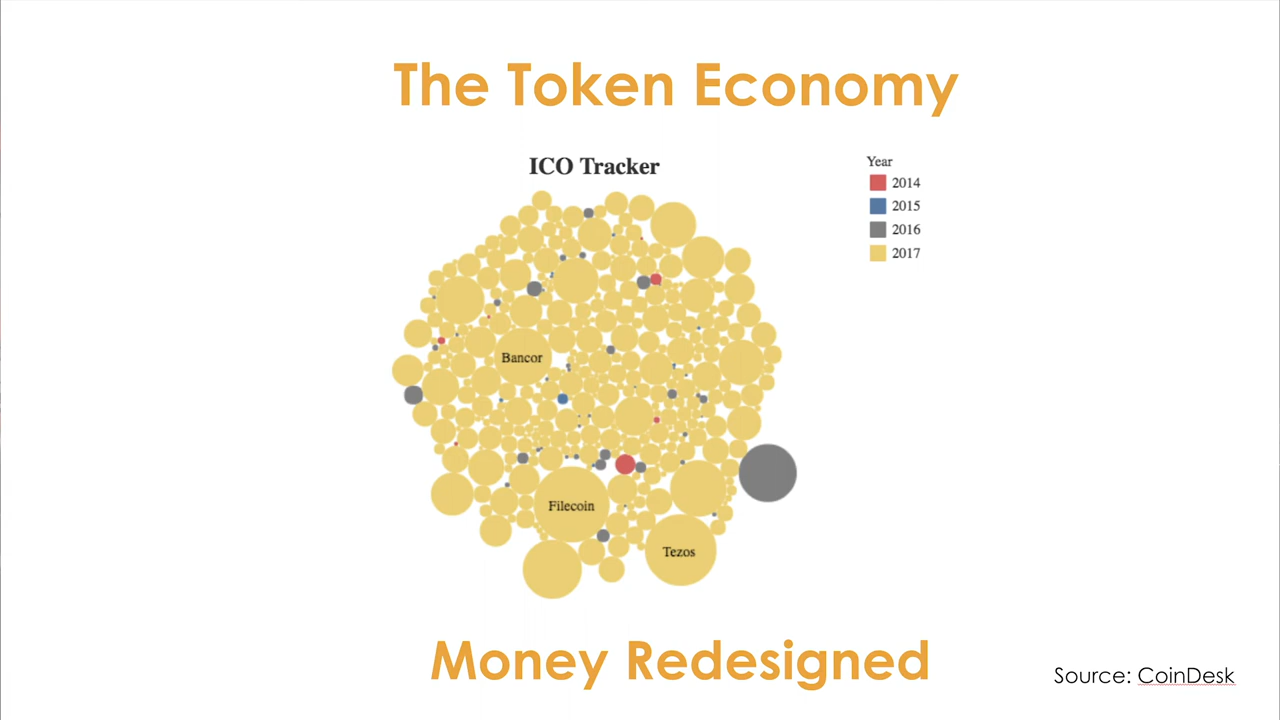 The Token Economy
ICO Tracker
Year
2014
2015
2016
2017
Bancor
Filecoin
Tezos
Money Redesigned
Source: CoinDesk